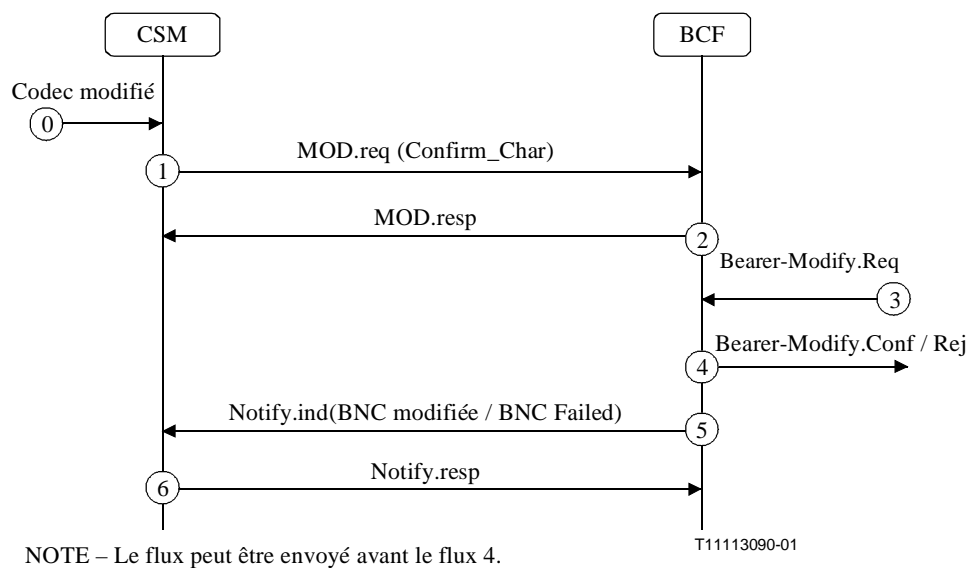 CSM
BCF
Codec modifié
0
MOD.req (Confirm_Char)
1
MOD.resp
2
Bearer-Modify.Req
3
Bearer-Modify.Conf / Rej
4
Notify.ind(BNC modifiée / BNC Failed)
5
Notify.resp
6
T11113090-01
NOTE – Le flux peut être envoyé avant le flux 4.